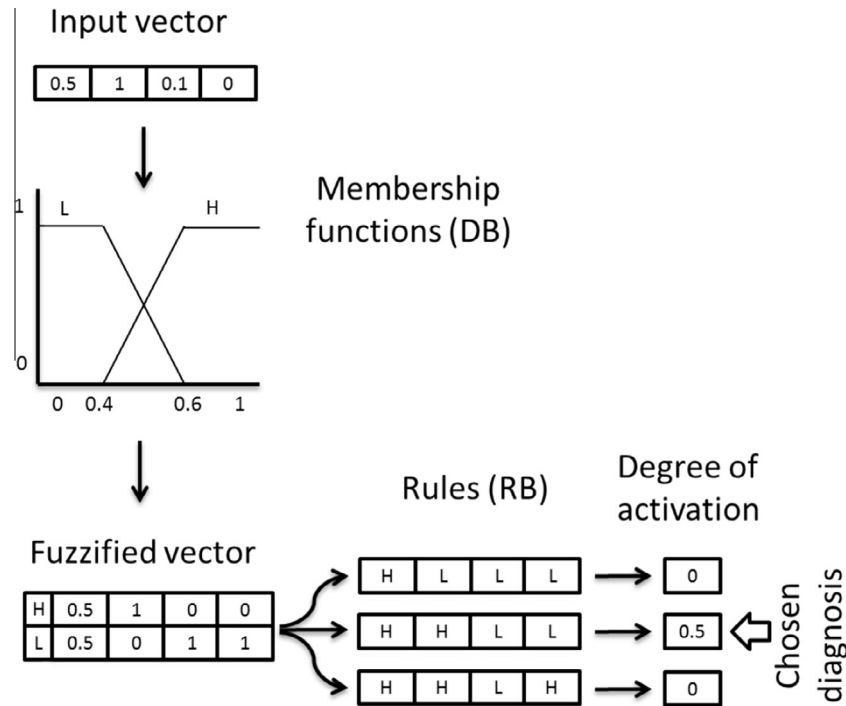 Input vector
0.5 1 0.1 0
Membership
functions (DB)
1 L H
0
0 0.4 0.6 1
Fuzzified vector
H 0.5 1 0 0
L 0.5 0 1 1
Rules (RB)
H L L L
H H L L
H H L H
Degree of
activation
0
0.5
0
Chosen
diagnosis